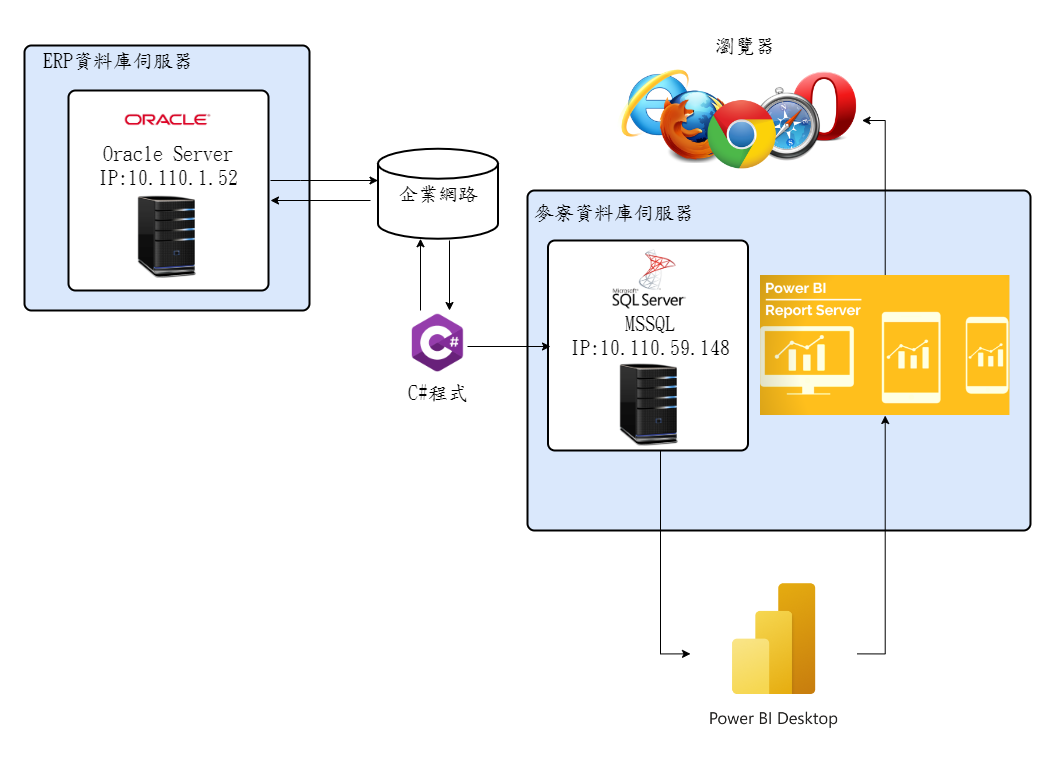 ERP資料庫伺服器
ORACLE
Oracle Server
IP:10.110.1.52
企業網路
C#
C#程式
瀏覽器
麥寮資料庫伺服器
Microsoft
SQL Server
MSSQL
IP:10.110.59.148
Power BI
Report Server
Power BI Desktop